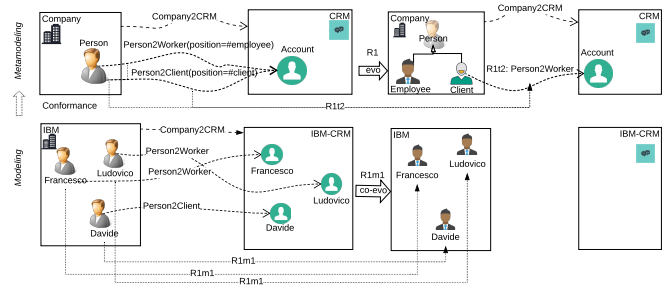 Company
Person
Company2CRM
Person2Worker(position=#employee)
Person2Client(position=#client)
CRM
Account
R1
evo
Company
Person
Employee
Client
Company2CRM
R1t2: Person2Worker
CRM
Account
Metamodeling
Conformance
R1t2
Modeling
IBM
Francesco
Ludovico
Davide
Company2CRM
Person2Worker
Person2Worker
Person2Client
IBM-CRM
Francesco
Ludovico
Davide
R1m1
co-evo
IBM
Francesco
Ludovico
Davide
IBM-CRM
R1m1
R1m1
R1m1